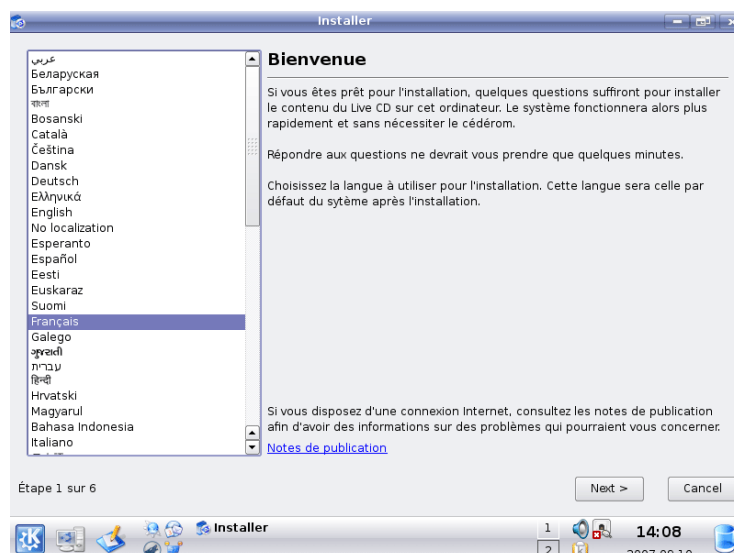 Installer
عربي
Беларуская
Български
বাংলা
Bosanski
Català
Čeština
Dansk
Deutsch
Ελληνικά
English
No localization
Esperanto
Español
Eesti
Euskaraz
Suomi
Français
Galego
ગુજરાતી
עברית
हिन्दी
Hrvatski
Magyarul
Bahasa Indonesia
Italiano
Bienvenue
Si vous êtes prêt pour l'installation, quelques questions suffiront pour installer
le contenu du Live CD sur cet ordinateur. Le système fonctionnera alors plus
rapidement et sans nécessiter le cédérom.
Répondre aux questions ne devrait vous prendre que quelques minutes.
Choisissez la langue à utiliser pour l'installation. Cette langue sera celle par
défaut du sytème après l'installation.
Si vous disposez d'une connexion Internet, consultez les notes de publication
afin d'avoir des informations sur des problèmes qui pourraient vous concerner.
Notes de publication
Étape 1 sur 6
Next >
Cancel
Installer
1
2
14:08